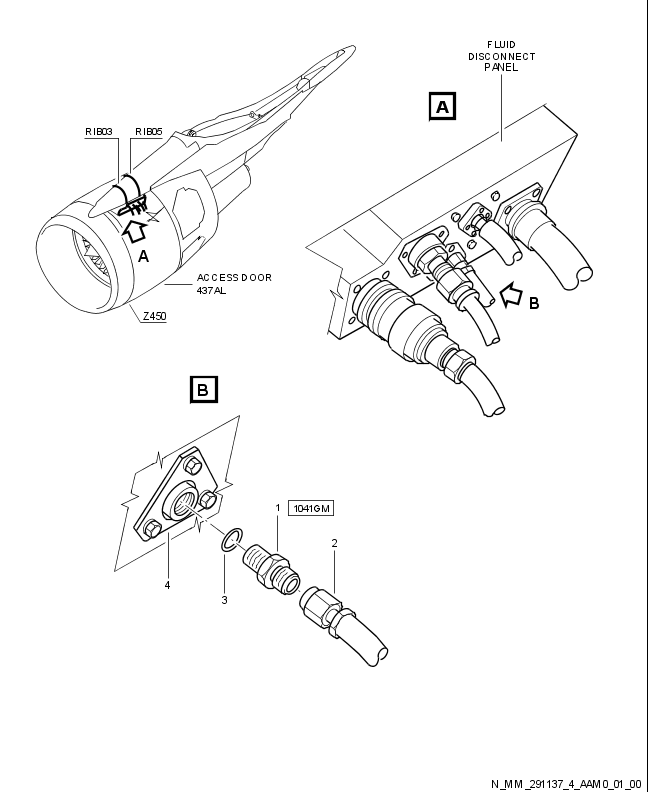 FLUID
DISCONNECT
PANEL
A
RIB03
RIB05
A
ACCESS DOOR
437AL
Z450
B
B
1
1041GM
2
3
4
N_MM_291137_4_AAM0_01_00